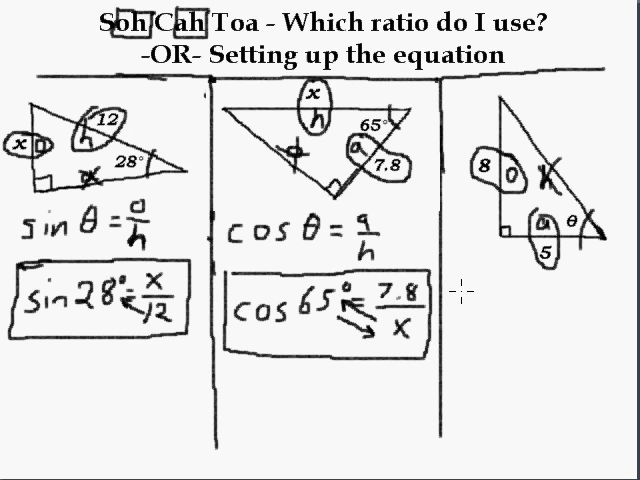 Soh Cah Toa - Which ratio do I use?
-OR- Setting up the equation
12
h
x
o
28°
a
sin θ = o/h
sin 28° = x/12
x
h
65°
a
7.8
o
cos θ = a/h
cos 65° = 7.8/x
8
o
h
a
θ
5